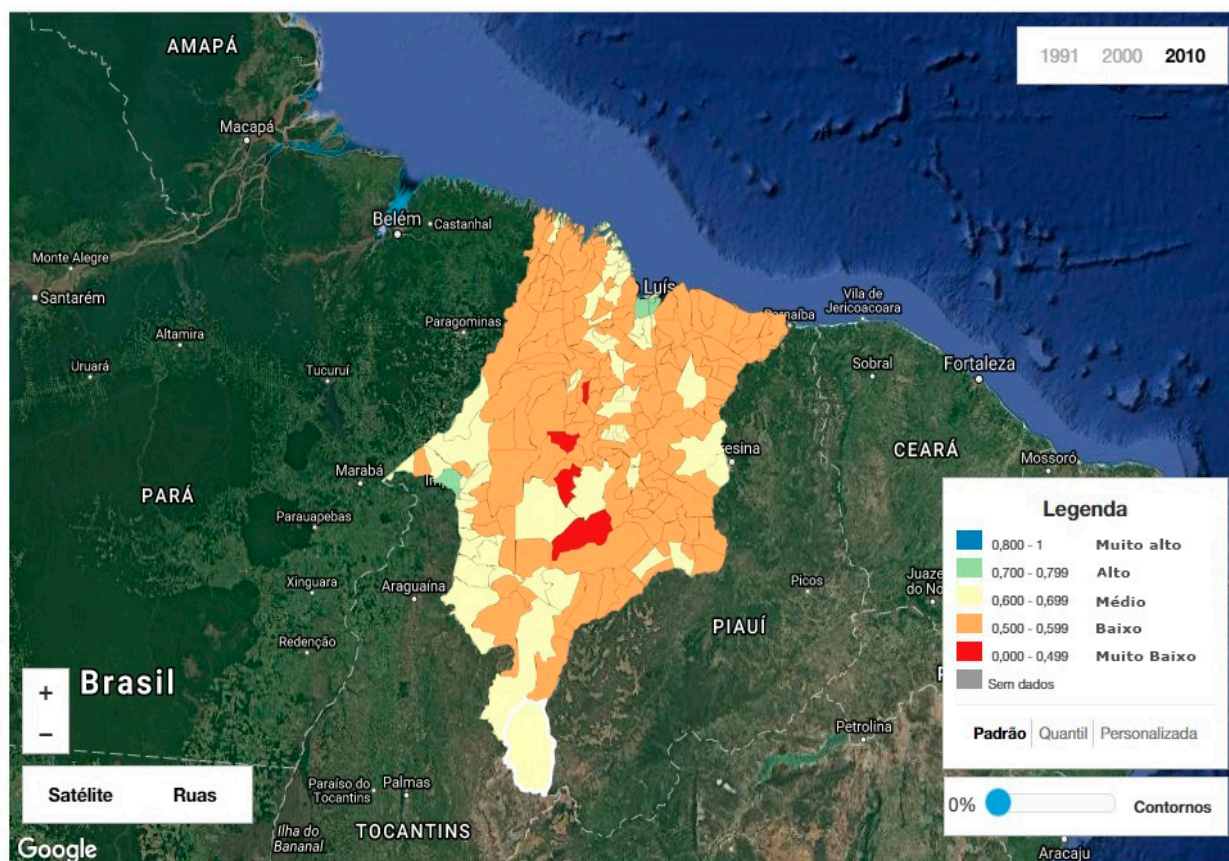 AMAPÁ
1991 2000 2010
Macapá
Belém
Castanhal
Monte Alegre
Santarém
Luís
Vila de
Jericoacoara
Paragominas
Altamira
Sobral
Fortaleza
Uruará
Tucuruí
CEARÁ
Mossoró
Marabá
PARÁ
Parauapebas
Xinguara
Araguaína
Picos
Redenção
PIAUÍ
Brasil
Petrolina
Paraíso do
Tocantins
Palmas
Ilha do
Bananal
TOCANTINS
Aracaju
Legenda
0,800 - 1 Muito alto
0,700 - 0,799 Alto
0,600 - 0,699 Médio
0,500 - 0,599 Baixo
0,000 - 0,499 Muito Baixo
Sem dados
Padrão | Quantil | Personalizada
0% Contornos
+
−
Satélite Ruas
Google